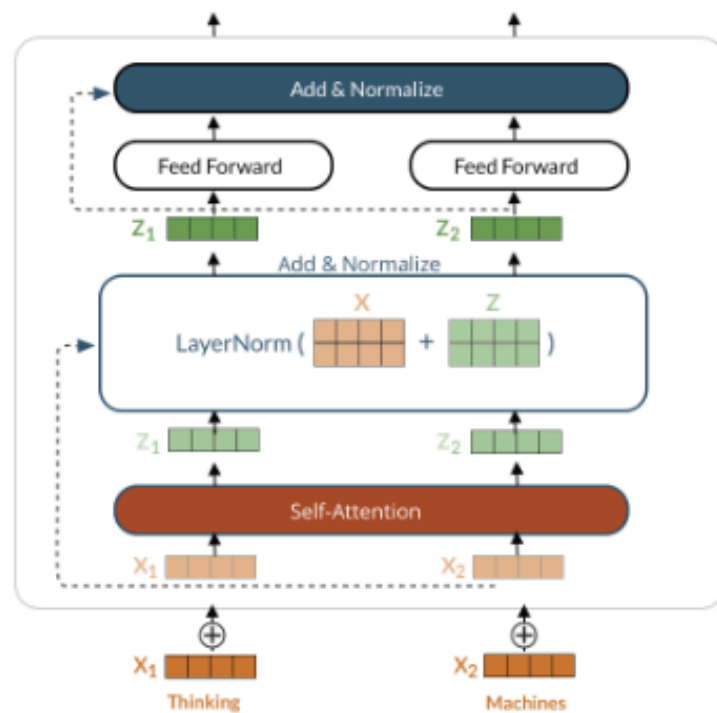 Add & Normalize
Feed Forward Feed Forward
Z1 Z2
Add & Normalize
X Z
LayerNorm ( + )
Z1 Z2
Self-Attention
X1 X2
X1 X2
Thinking Machines